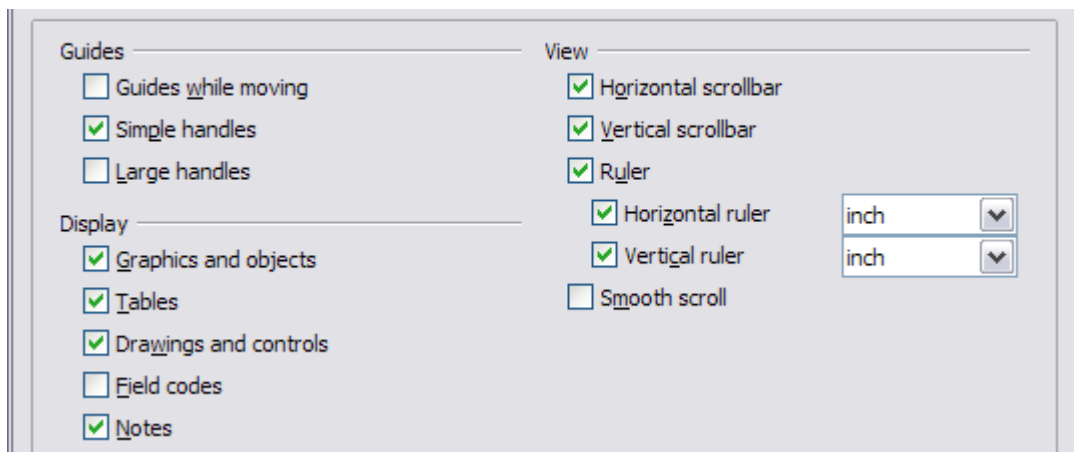 Guides
Guides while moving
Simple handles
Large handles
Display
Graphics and objects
Tables
Drawings and controls
Field codes
Notes
View
Horizontal scrollbar
Vertical scrollbar
Ruler
Horizontal ruler inch
Vertical ruler inch
Smooth scroll